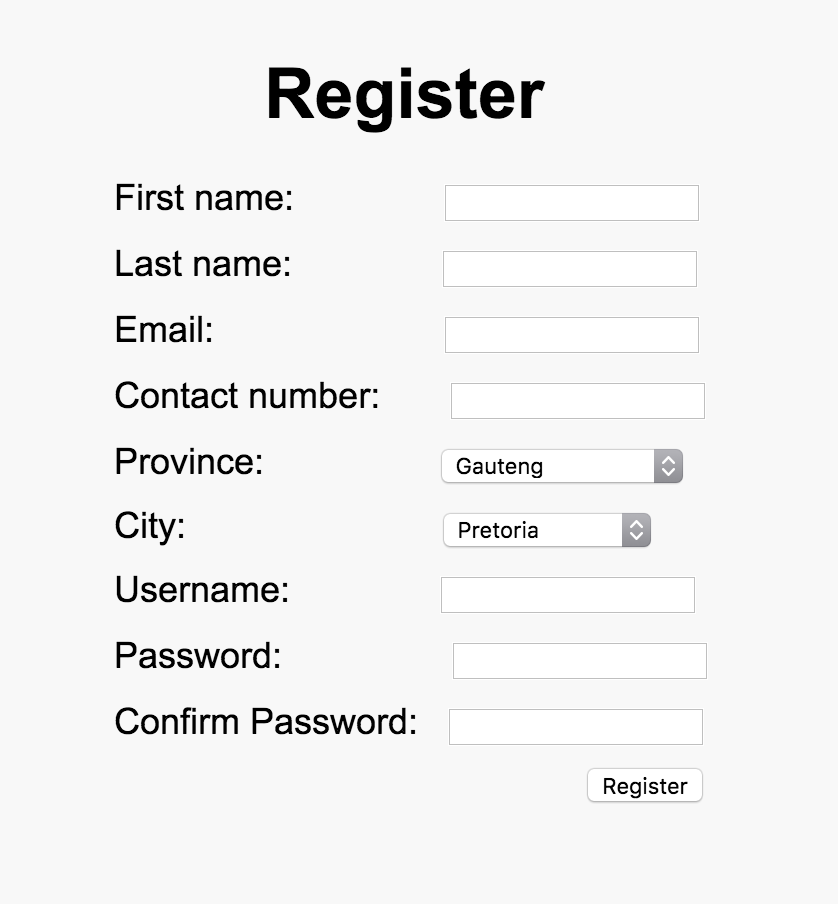 Register
First name:
Last name:
Email:
Contact number:
Province: Gauteng
City: Pretoria
Username:
Password:
Confirm Password:
Register